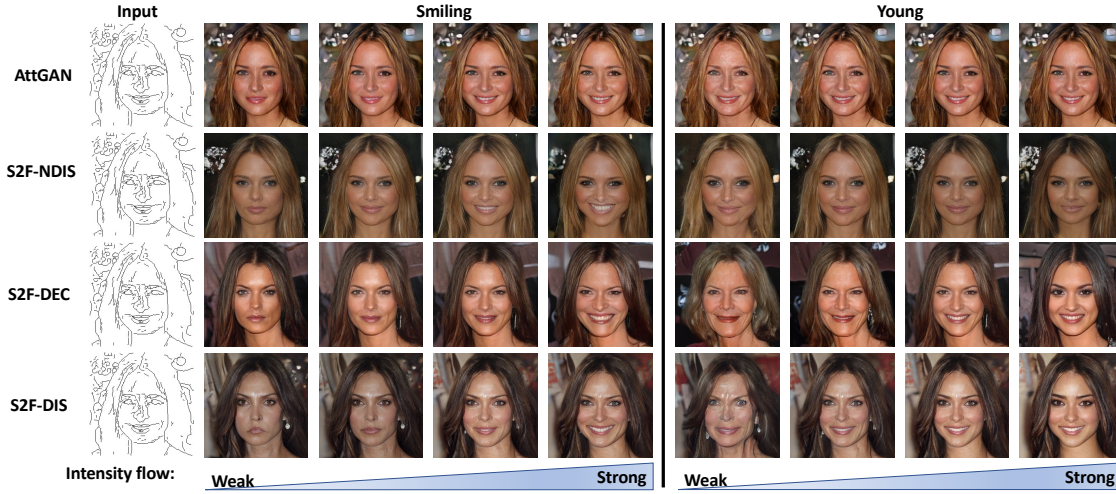 Input Smiling Young
AttGAN
S2F-NDIS
S2F-DEC
S2F-DIS
Intensity flow: Weak Strong Weak Strong